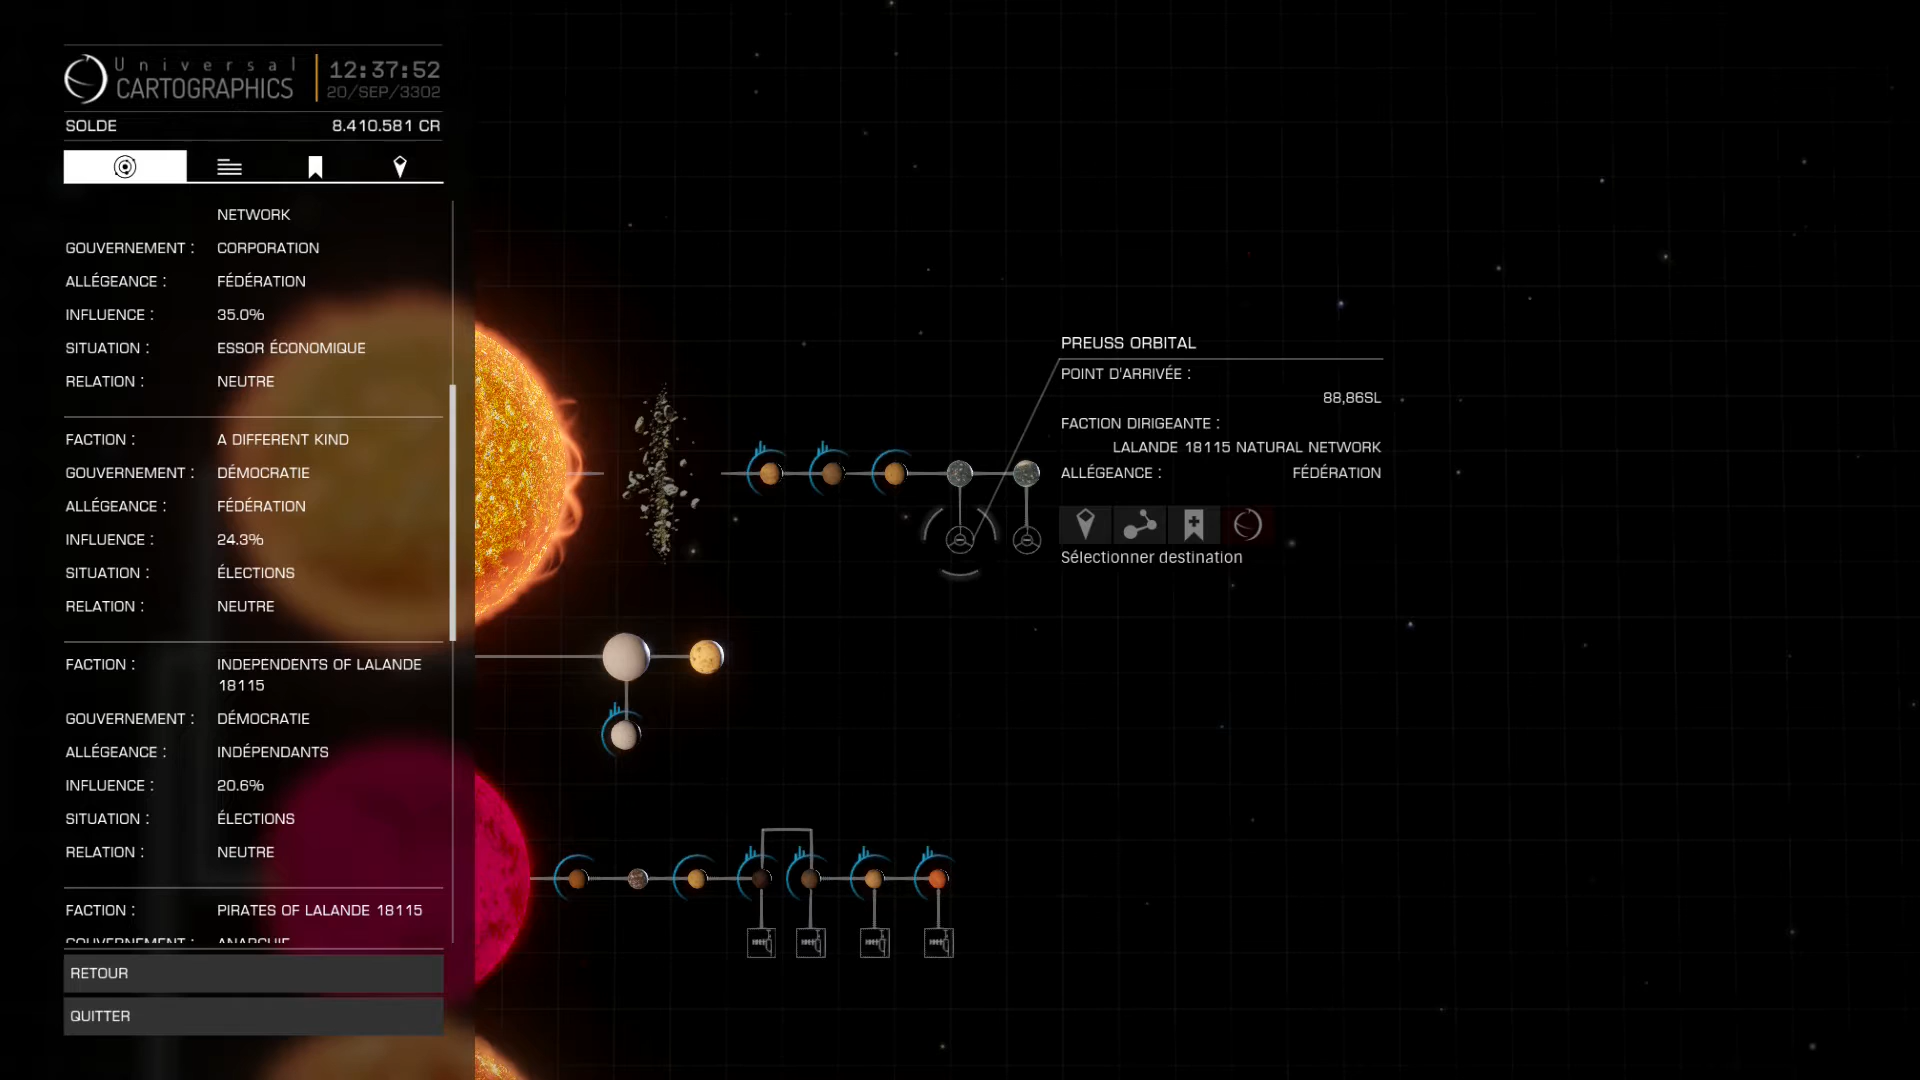 Universal
CARTOGRAPHICS
12:37:52
20/SEP/3302
SOLDE 8.410.581 CR
NETWORK
GOUVERNEMENT : CORPORATION
ALLÉGEANCE : FÉDÉRATION
INFLUENCE : 35.0%
SITUATION : ESSOR ÉCONOMIQUE
RELATION : NEUTRE
FACTION : A DIFFERENT KIND
GOUVERNEMENT : DÉMOCRATIE
ALLÉGEANCE : FÉDÉRATION
INFLUENCE : 24.3%
SITUATION : ÉLECTIONS
RELATION : NEUTRE
FACTION : INDEPENDENTS OF LALANDE
18115
GOUVERNEMENT : DÉMOCRATIE
ALLÉGEANCE : INDÉPENDANTS
INFLUENCE : 20.6%
SITUATION : ÉLECTIONS
RELATION : NEUTRE
FACTION : PIRATES OF LALANDE 18115
GOUVERNEMENT : ANARCHIE
RETOUR
QUITTER
PREUSS ORBITAL
POINT D'ARRIVÉE :
88,86SL
FACTION DIRIGEANTE :
LALANDE 18115 NATURAL NETWORK
ALLÉGEANCE : FÉDÉRATION
Sélectionner destination